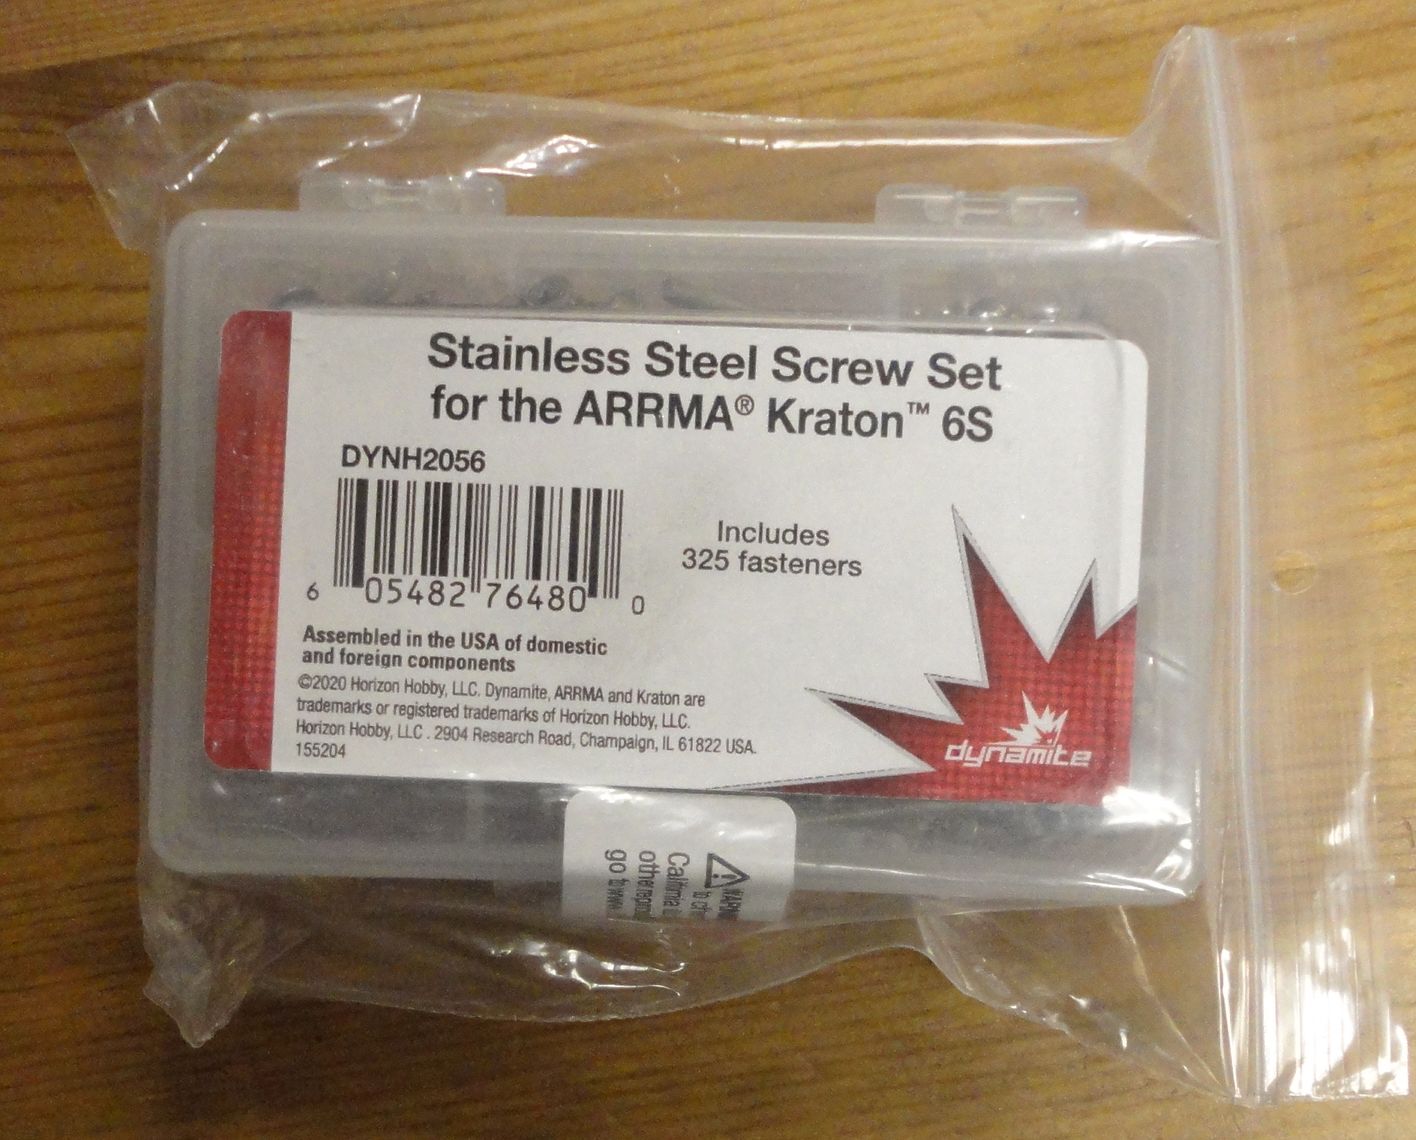 Stainless Steel Screw Set
for the ARRMA® Kraton™ 6S
DYNH2056
6 05482 76480 0
Includes
325 fasteners
Assembled in the USA of domestic
and foreign components
©2020 Horizon Hobby, LLC. Dynamite, ARRMA and Kraton are
trademarks or registered trademarks of Horizon Hobby, LLC.
Horizon Hobby, LLC . 2904 Research Road, Champaign, IL 61822 USA.
155204
dynamite
go to